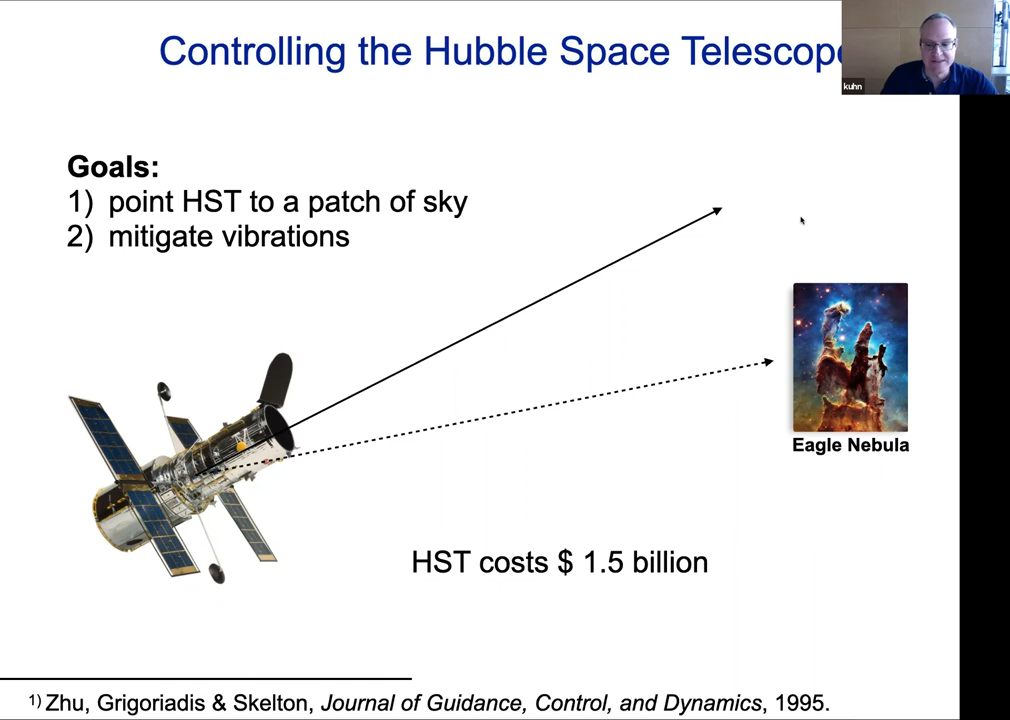 Controlling the Hubble Space Telescope
kuhn
Goals:
1) point HST to a patch of sky
2) mitigate vibrations
Eagle Nebula
HST costs $ 1.5 billion
1) Zhu, Grigoriadis & Skelton, Journal of Guidance, Control, and Dynamics, 1995.